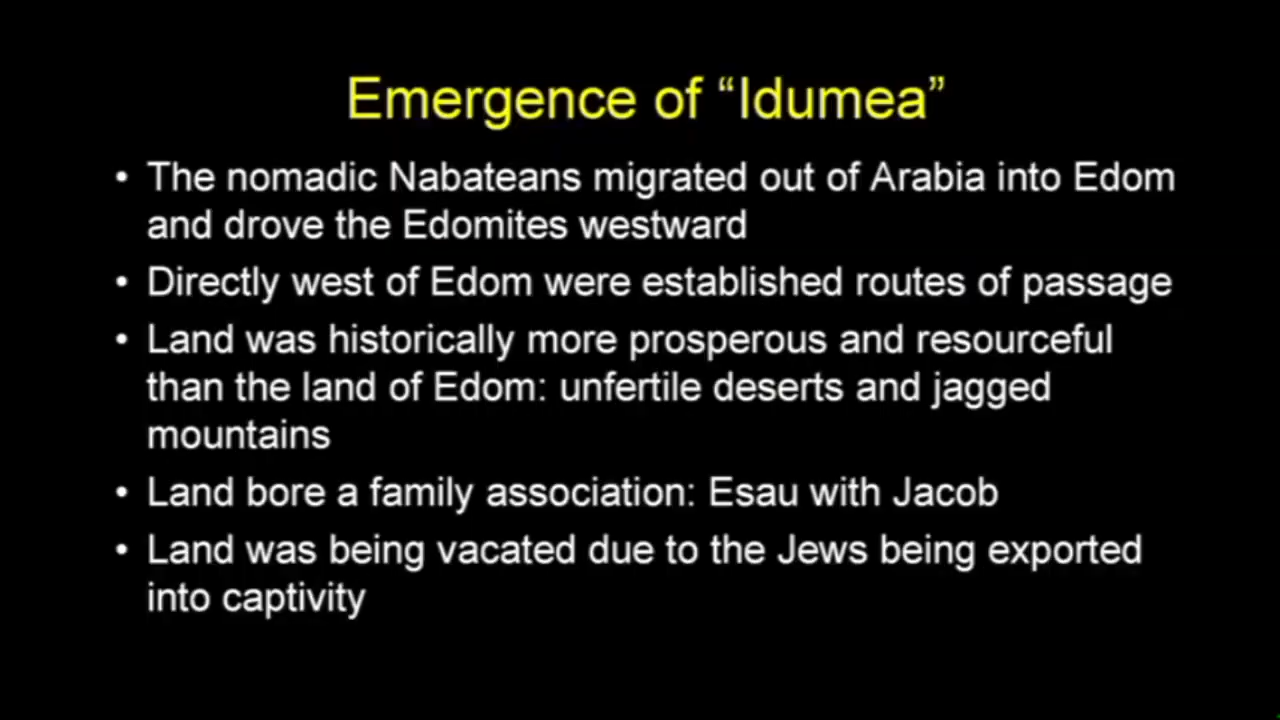 Emergence of “Idumea”
• The nomadic Nabateans migrated out of Arabia into Edom
and drove the Edomites westward
• Directly west of Edom were established routes of passage
• Land was historically more prosperous and resourceful
than the land of Edom: unfertile deserts and jagged
mountains
• Land bore a family association: Esau with Jacob
• Land was being vacated due to the Jews being exported
into captivity